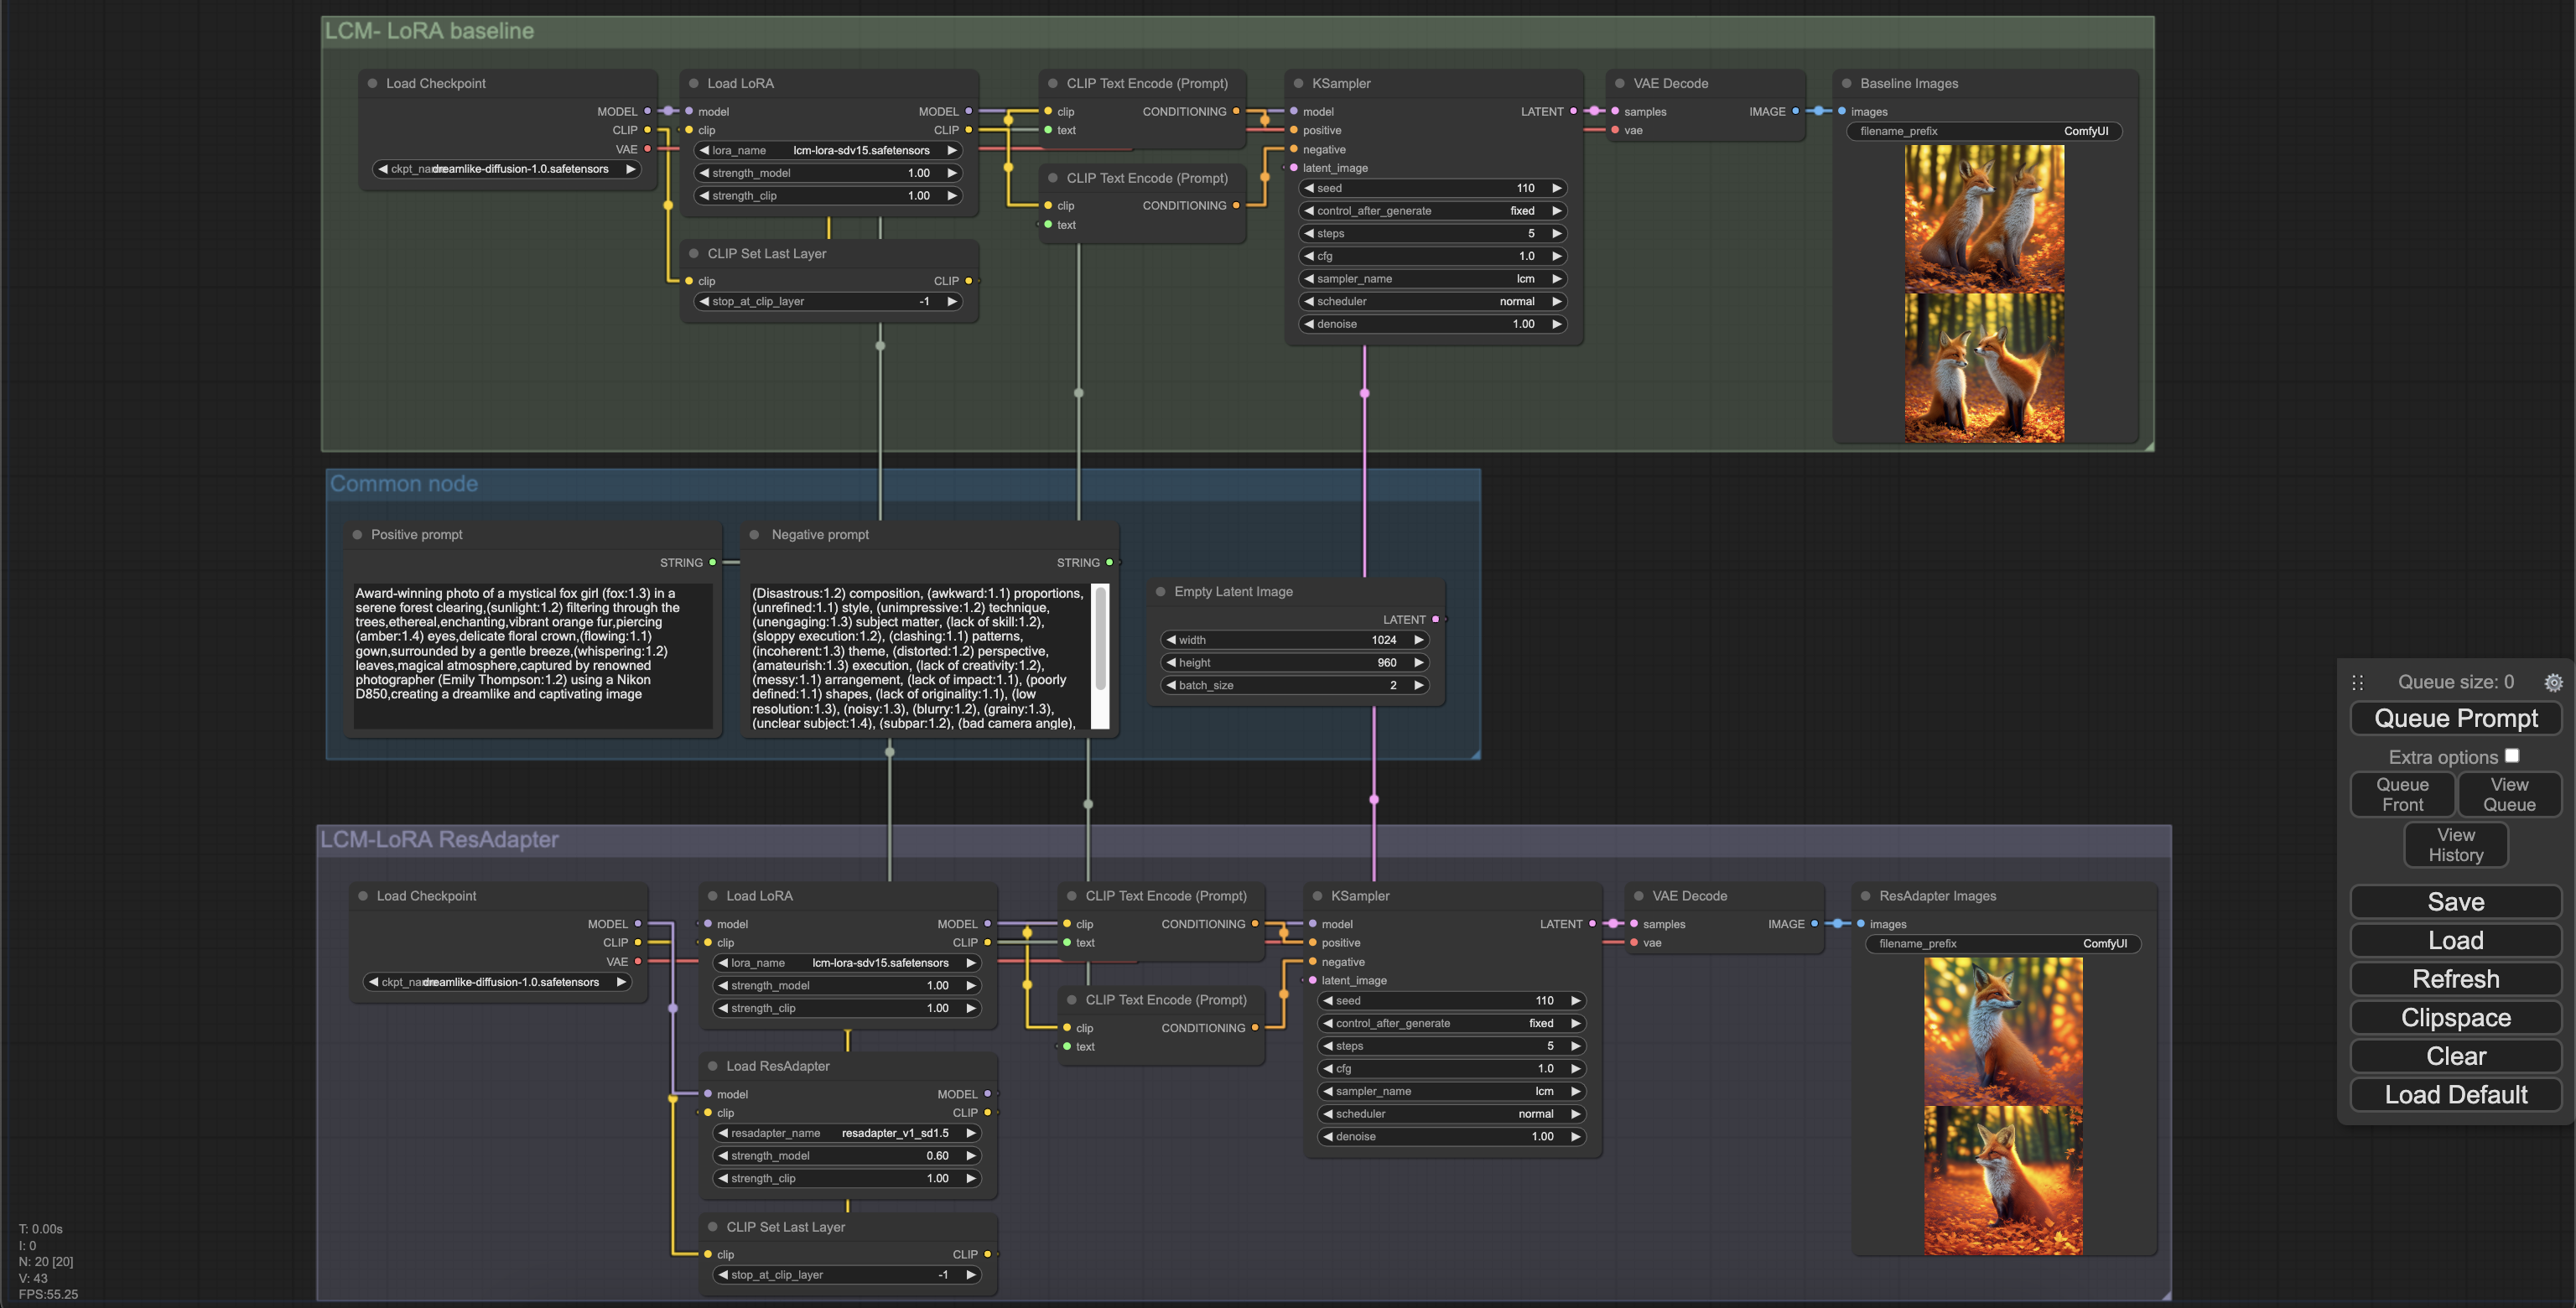 LCM- LoRA baseline
Load Checkpoint
MODEL
CLIP
VAE
ckpt_na dreamlike-diffusion-1.0.safetensors
Load LoRA
model MODEL
clip CLIP
lora_name lcm-lora-sdv15.safetensors
strength_model 1.00
strength_clip 1.00
CLIP Set Last Layer
clip CLIP
stop_at_clip_layer -1
CLIP Text Encode (Prompt)
clip CONDITIONING
text
CLIP Text Encode (Prompt)
clip CONDITIONING
text
KSampler
model LATENT
positive
negative
latent_image
seed 110
control_after_generate fixed
steps 5
cfg 1.0
sampler_name lcm
scheduler normal
denoise 1.00
VAE Decode
samples IMAGE
vae
Baseline Images
images
filename_prefix ComfyUI
Common node
Positive prompt
STRING
Award-winning photo of a mystical fox girl (fox:1.3) in a
serene forest clearing,(sunlight:1.2) filtering through the
trees,ethereal,enchanting,vibrant orange fur,piercing
(amber:1.4) eyes,delicate floral crown,(flowing:1.1)
gown,surrounded by a gentle breeze,(whispering:1.2)
leaves,magical atmosphere,captured by renowned
photographer (Emily Thompson:1.2) using a Nikon
D850,creating a dreamlike and captivating image
Negative prompt
STRING
(Disastrous:1.2) composition, (awkward:1.1) proportions,
(unrefined:1.1) style, (unimpressive:1.2) technique,
(unengaging:1.3) subject matter, (lack of skill:1.2),
(sloppy execution:1.2), (clashing:1.1) patterns,
(incoherent:1.3) theme, (distorted:1.2) perspective,
(amateurish:1.3) execution, (lack of creativity:1.2),
(messy:1.1) arrangement, (lack of impact:1.1), (poorly
defined:1.1) shapes, (lack of originality:1.1), (low
resolution:1.3), (noisy:1.3), (blurry:1.2), (grainy:1.3),
(unclear subject:1.4), (subpar:1.2), (bad camera angle),
Empty Latent Image
LATENT
width 1024
height 960
batch_size 2
LCM-LoRA ResAdapter
Load Checkpoint
MODEL
CLIP
VAE
ckpt_na dreamlike-diffusion-1.0.safetensors
Load LoRA
model MODEL
clip CLIP
lora_name lcm-lora-sdv15.safetensors
strength_model 1.00
strength_clip 1.00
Load ResAdapter
model MODEL
clip CLIP
resadapter_name resadapter_v1_sd1.5
strength_model 0.60
strength_clip 1.00
CLIP Set Last Layer
clip CLIP
stop_at_clip_layer -1
CLIP Text Encode (Prompt)
clip CONDITIONING
text
CLIP Text Encode (Prompt)
clip CONDITIONING
text
KSampler
model LATENT
positive
negative
latent_image
seed 110
control_after_generate fixed
steps 5
cfg 1.0
sampler_name lcm
scheduler normal
denoise 1.00
VAE Decode
samples IMAGE
vae
ResAdapter Images
images
filename_prefix ComfyUI
Queue size: 0
Queue Prompt
Extra options
Queue
Front
View
Queue
View
History
Save
Load
Refresh
Clipspace
Clear
Load Default
T: 0.00s
I: 0
N: 20 [20]
V: 43
FPS:55.25